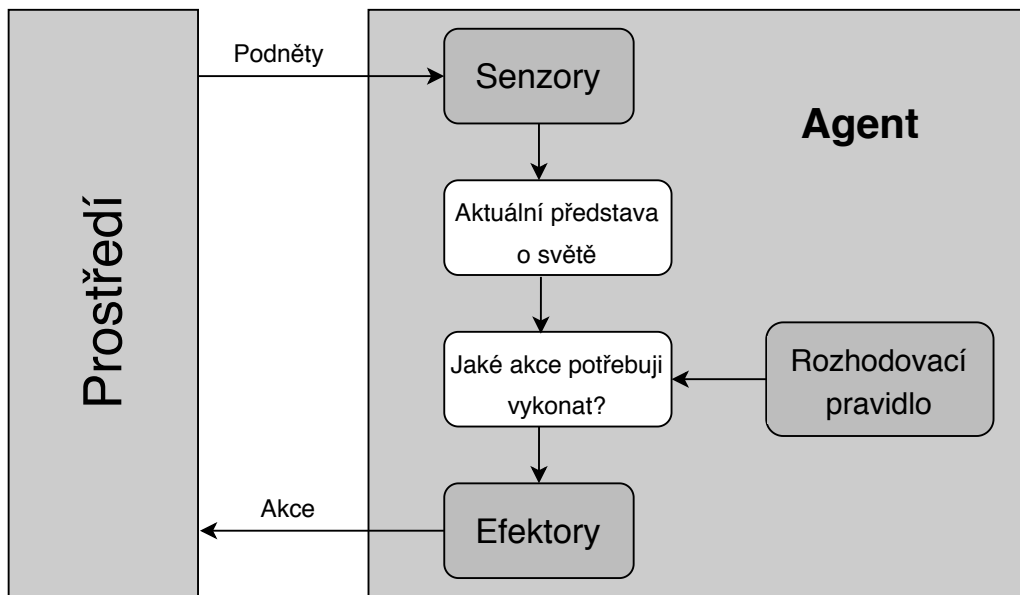 Prostředí
Podněty
Senzory
Agent
Aktuální představa
o světě
Jaké akce potřebuji
vykonat?
Rozhodovací
pravidlo
Akce
Efektory